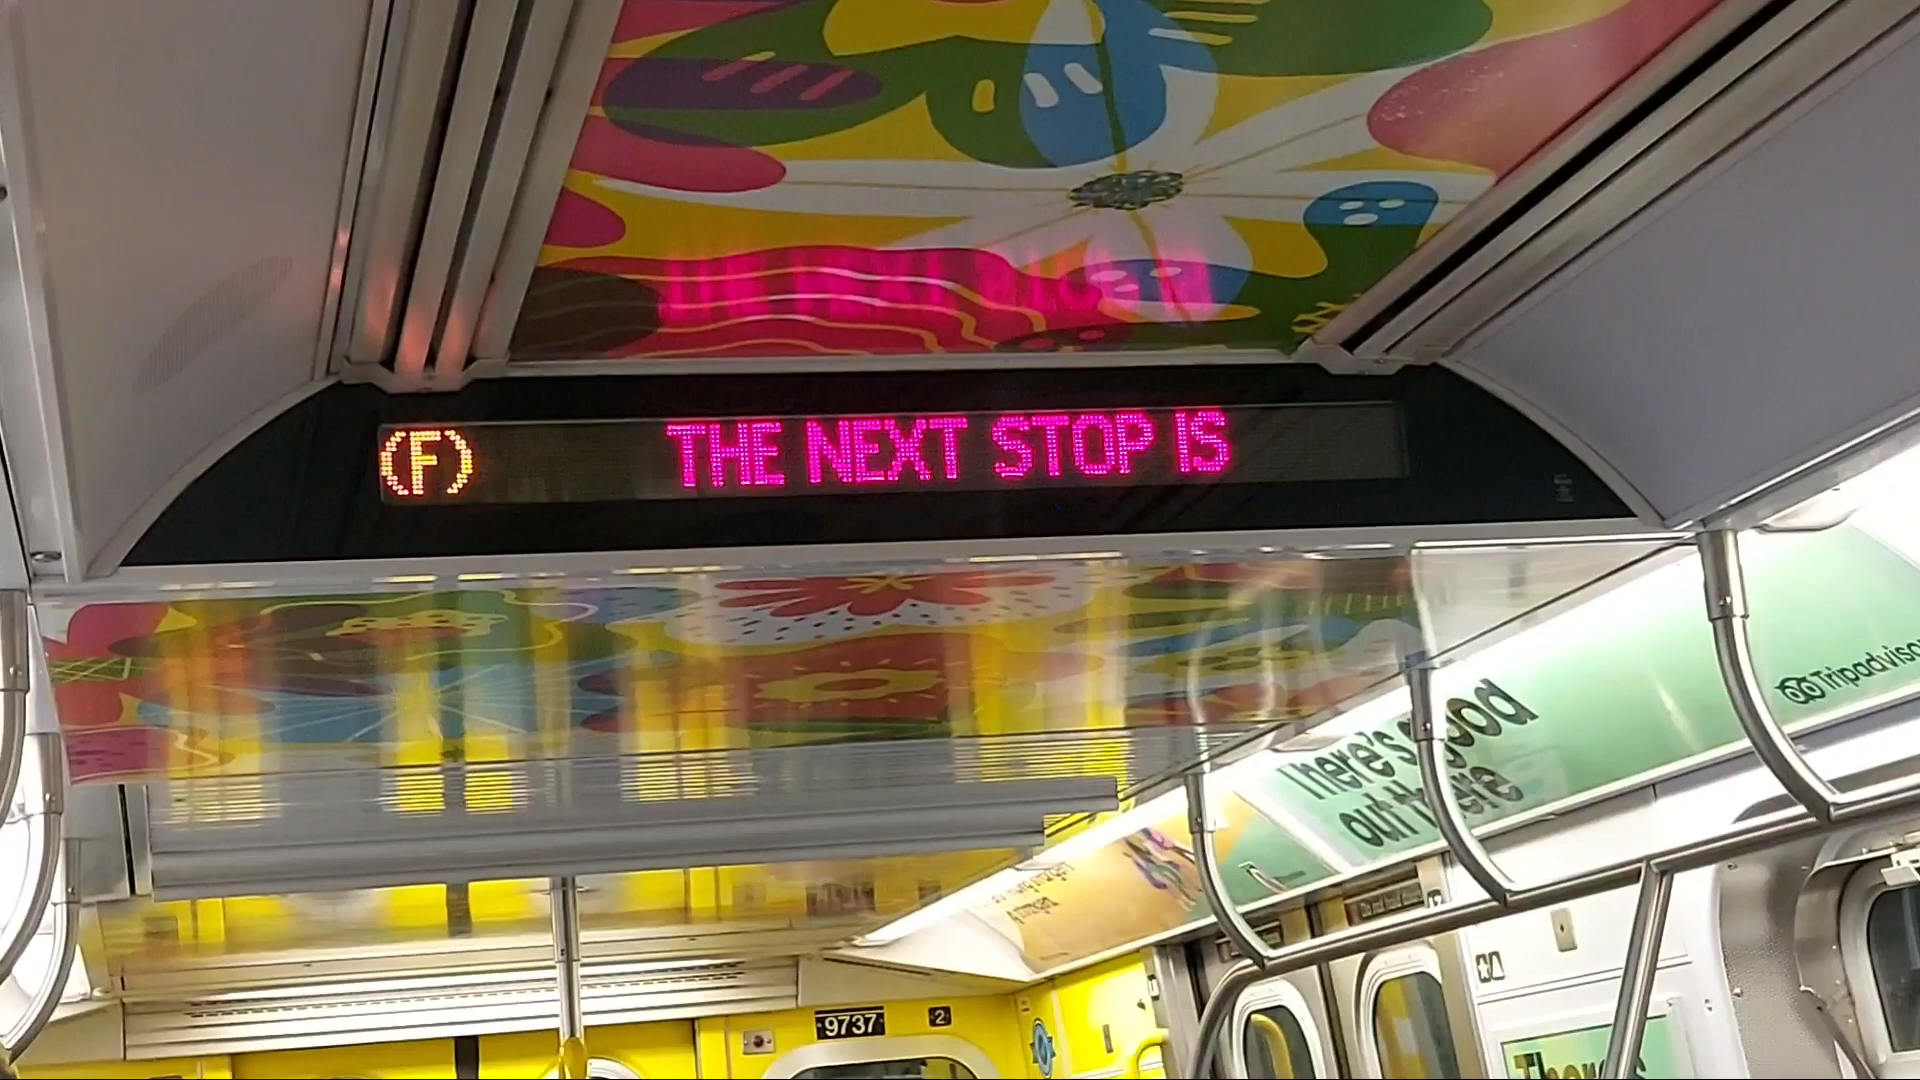 (F) THE NEXT STOP IS
Tripadvisor
There's good
out there
9737
2